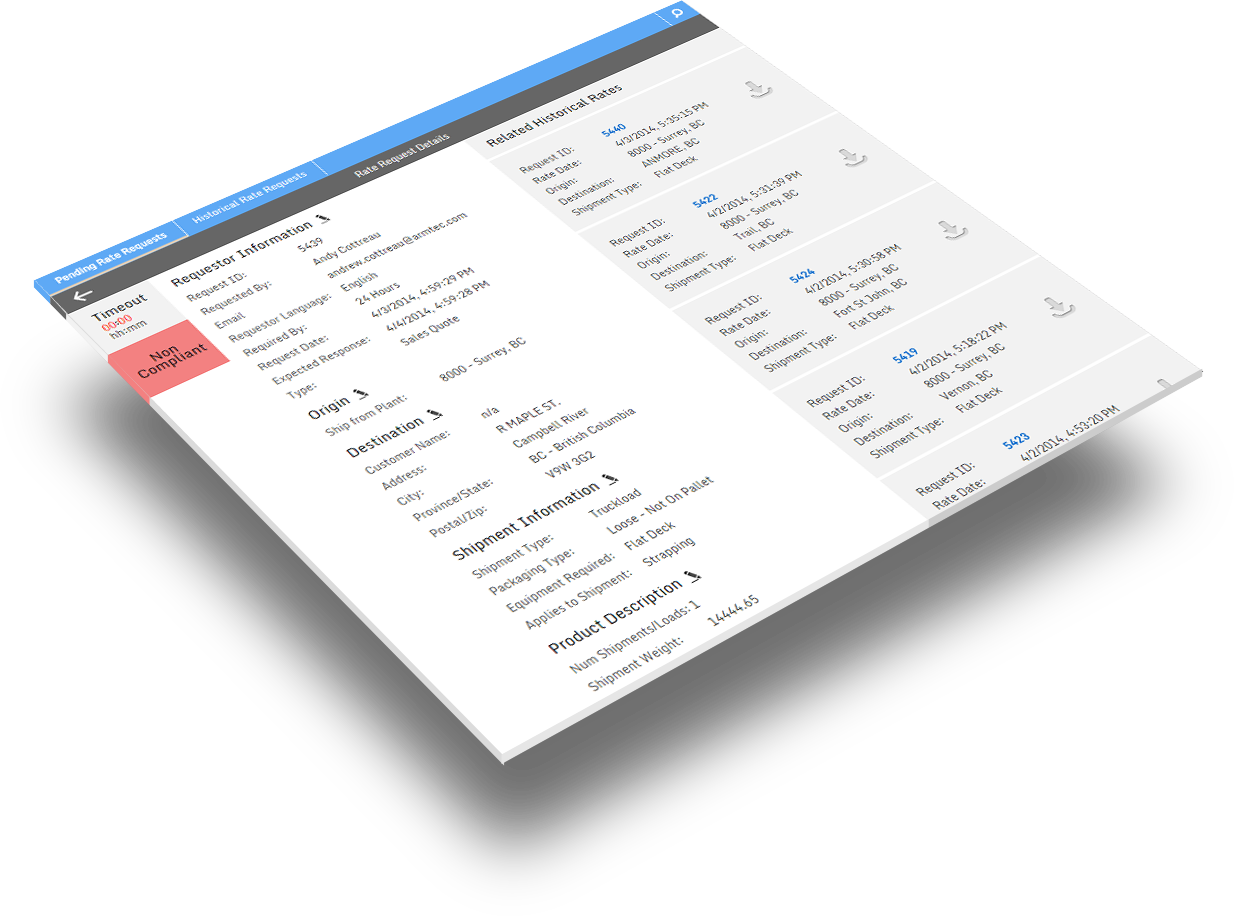 Pending Rate Requests
Historical Rate Requests
Rate Request Details
Timeout
00:00
hh:mm
Non
Compliant
Requestor Information
Request ID: 5439
Requested By: Andy Cottreau
Email andrew.cottreau@armtec.com
Requestor Language: English
Required By: 24 Hours
Request Date: 4/3/2014, 4:59:29 PM
Expected Response: 4/4/2014, 4:59:28 PM
Type: Sales Quote
Origin
Ship from Plant: 8000 - Surrey, BC
Destination
Customer Name: n/a
Address: R MAPLE ST,
City: Campbell River
Province/State: BC - British Columbia
Postal/Zip: V9W 3G2
Shipment Information
Shipment Type: Truckload
Packaging Type: Loose - Not On Pallet
Equipment Required: Flat Deck
Applies to Shipment: Strapping
Product Description
Num Shipments/Loads: 1
Shipment Weight: 14444.65
Related Historical Rates
Request ID: 5440
Rate Date: 4/3/2014, 5:35:15 PM
Origin: 8000 - Surrey, BC
Destination: ANMORE, BC
Shipment Type: Flat Deck
Request ID: 5422
Rate Date: 4/2/2014, 5:31:39 PM
Origin: 8000 - Surrey, BC
Destination: Trail, BC
Shipment Type: Flat Deck
Request ID: 5424
Rate Date: 4/2/2014, 5:30:58 PM
Origin: 8000 - Surrey, BC
Destination: Fort St John, BC
Shipment Type: Flat Deck
Request ID: 5419
Rate Date: 4/2/2014, 5:18:22 PM
Origin: 8000 - Surrey, BC
Destination: Vernon, BC
Shipment Type: Flat Deck
Request ID: 5423
Rate Date: 4/2/2014, 4:53:20 PM